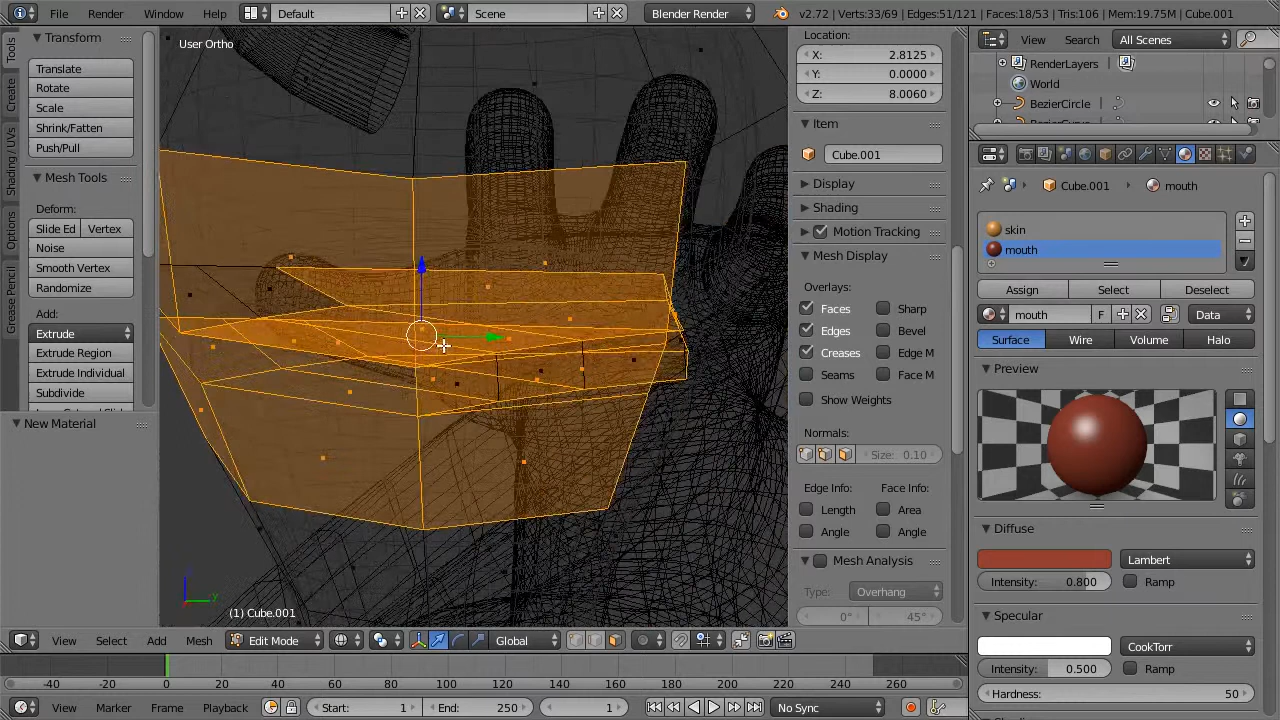 File Render Window Help Default Scene Blender Render v2.72 | Verts:33/69 | Edges:51/121 | Faces:18/53 | Tris:106 | Mem:19.75M | Cube.001
Tools
Create
Shading / UVs
Options
Grease Pencil
Transform
Translate
Rotate
Scale
Shrink/Fatten
Push/Pull
Mesh Tools
Deform:
Slide Ed Vertex
Noise
Smooth Vertex
Randomize
Add:
Extrude
Extrude Region
Extrude Individual
Subdivide
New Material
User Ortho
(1) Cube.001
Location:
X: 2.8125
Y: 0.0000
Z: 8.0060
Item
Cube.001
Display
Shading
Motion Tracking
Mesh Display
Overlays:
Faces Sharp
Edges Bevel
Creases Edge M
Seams Face M
Show Weights
Normals:
Size: 0.10
Edge Info: Face Info:
Length Area
Angle Angle
Mesh Analysis
Type: Overhang
0° 45°
View Search All Scenes
RenderLayers
World
BezierCircle
Cube.001 mouth
skin
mouth
Assign Select Deselect
mouth F Data
Surface Wire Volume Halo
Preview
Diffuse
Lambert
Intensity: 0.800 Ramp
Specular
CookTorr
Intensity: 0.500 Ramp
Hardness: 50
View Select Add Mesh Edit Mode Global
-40 -20 0 20 40 60 80 100 120 140 160 180 200 220 240 260
View Marker Frame Playback Start: 1 End: 250 1 No Sync